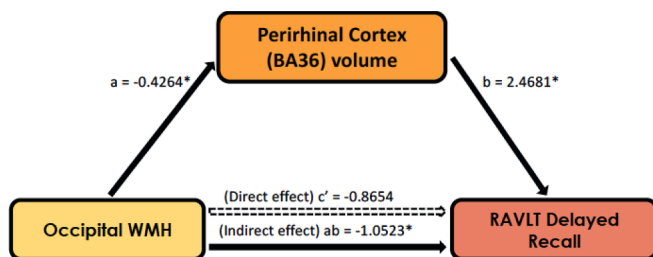 Perirhinal Cortex
(BA36) volume
a = -0.4264*
b = 2.4681*
(Direct effect) c' = -0.8654
Occipital WMH
(Indirect effect) ab = -1.0523*
RAVLT Delayed
Recall